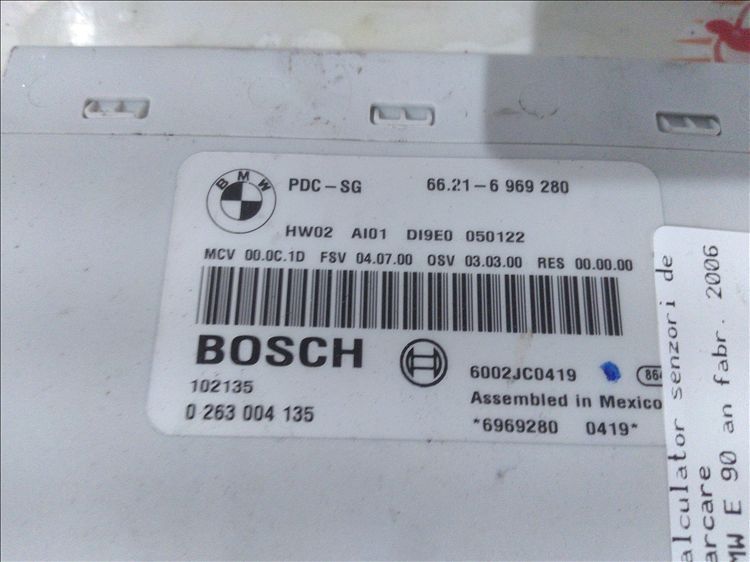 BMW
PDC-SG 66.21-6 969 280
HW02 AI01 DI9E0 050122
MCV 00.0C.1D FSV 04.07.00 OSV 03.03.00 RES 00.00.00
BOSCH
102135
0 263 004 135
6002JC0419
Assembled in Mexico
*6969280 0419*
senzori de
E 90 an fabr. 2006